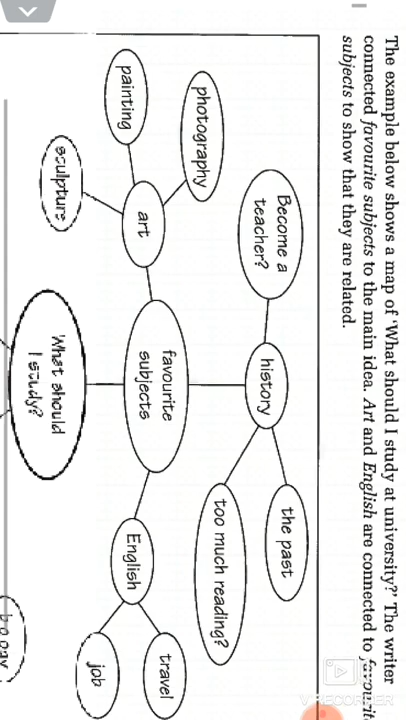 The example below shows a map of 'What should I study at university?' The writer
connected favourite subjects to the main idea. Art and English are connected to
subjects to show that they are related.
Become a
teacher?
history
the past
too much reading?
photography
painting
sculpture
art
favourite
subjects
English
travel
job
What should
I study?